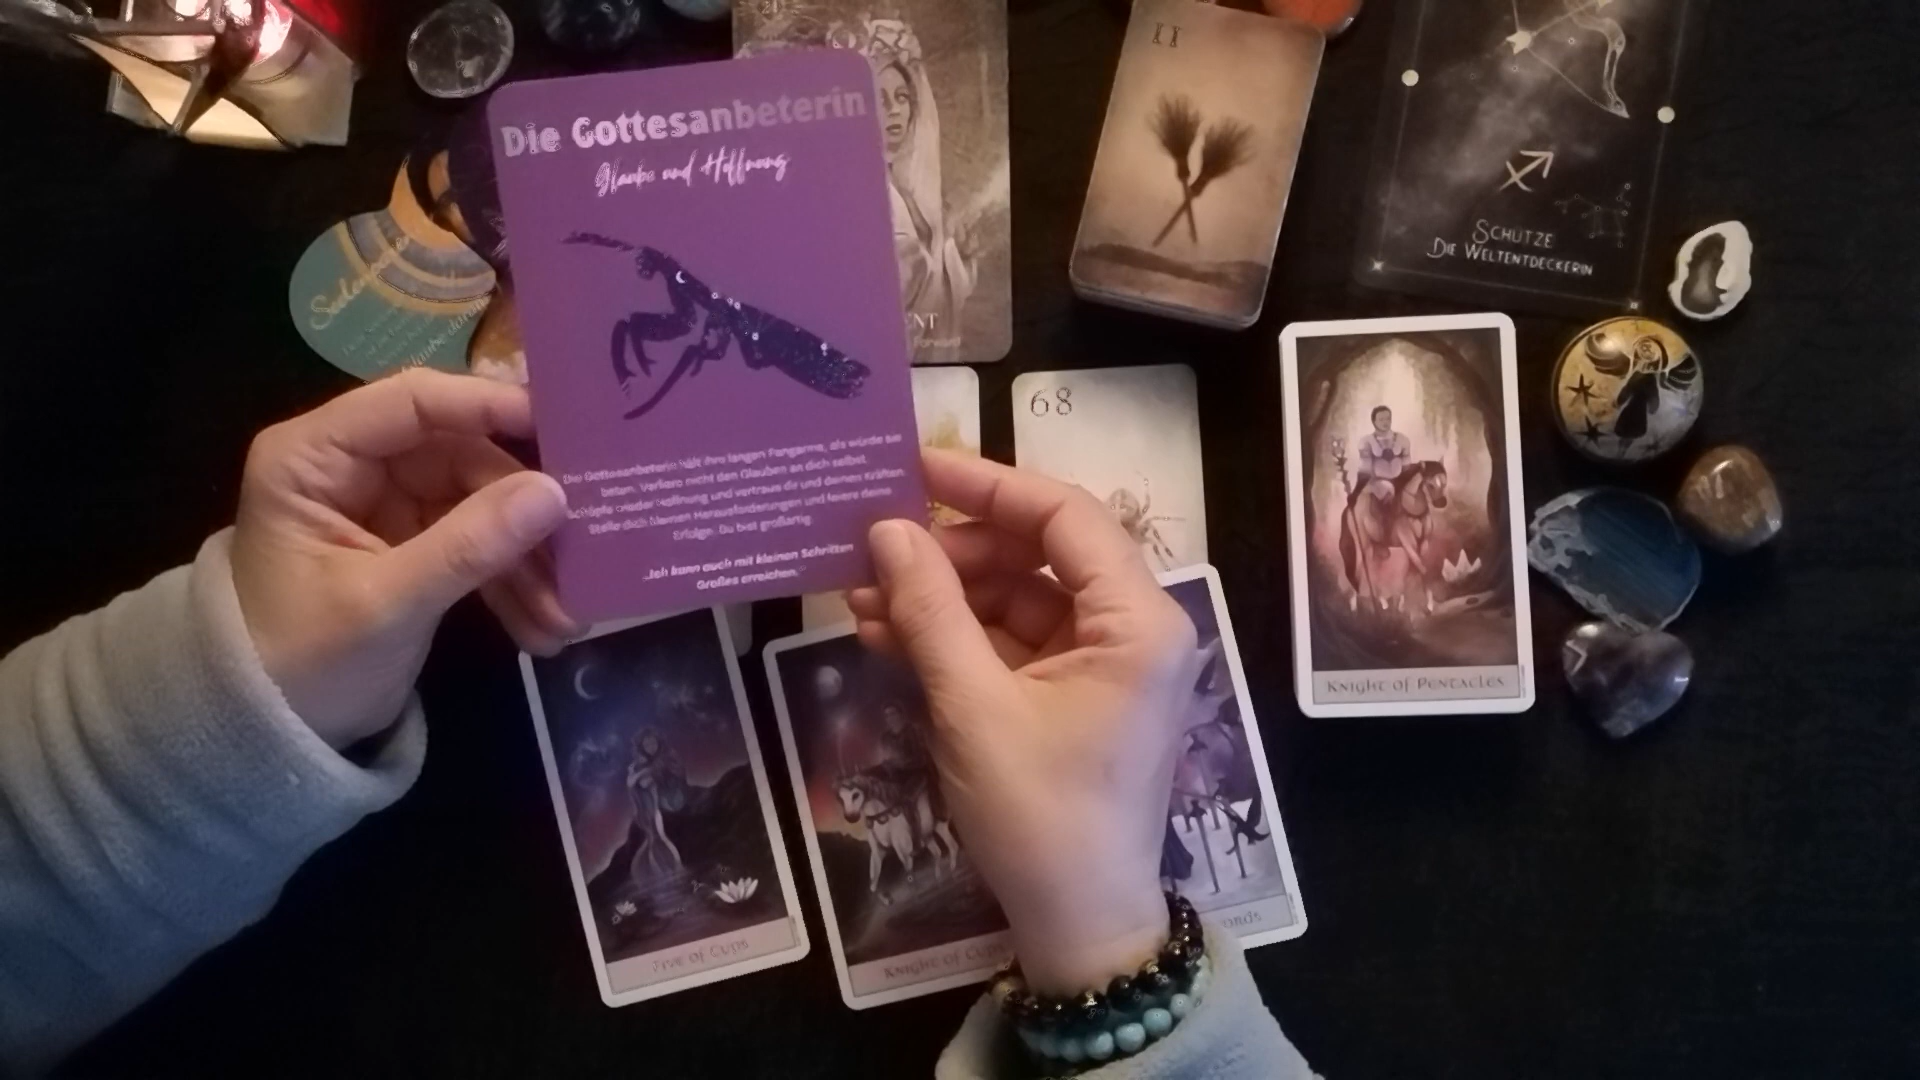 Die Gottesanbeterin
Glaube und Hoffnung
Die Gottesanbeterin hält ihre langen Fangarme, als würde sie
beten. Verliere nicht den Glauben an dich selbst,
schöpfe wieder Hoffnung und vertraue dir und deinen Kräften.
Stelle dich kleinen Herausforderungen und feiere deine
Erfolge. Du bist großartig.
„Ich kann auch mit kleinen Schritten
Großes erreichen."
11
Schütze
Die Weltentdeckerin
68
Knight of Pentacles
Five of Cups
Knight of Cu
ords